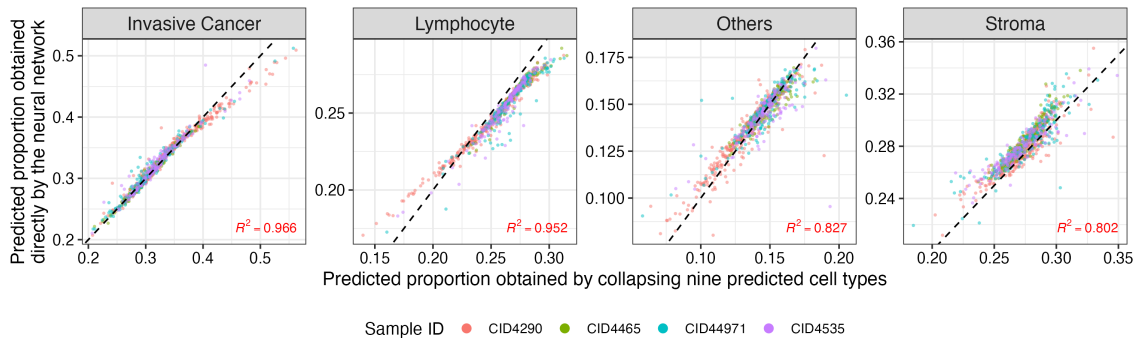 Invasive Cancer
Lymphocyte
Others
Stroma
Predicted proportion obtained
directly by the neural network
0.5
0.4
0.3
0.2
0.2 0.3 0.4 0.5
R² = 0.966
0.25
0.20
0.15 0.20 0.25 0.30
R² = 0.952
0.175
0.150
0.125
0.100
0.10 0.15 0.20
R² = 0.827
0.36
0.32
0.28
0.24
0.20 0.25 0.30 0.35
R² = 0.802
Predicted proportion obtained by collapsing nine predicted cell types
Sample ID CID4290 CID4465 CID44971 CID4535